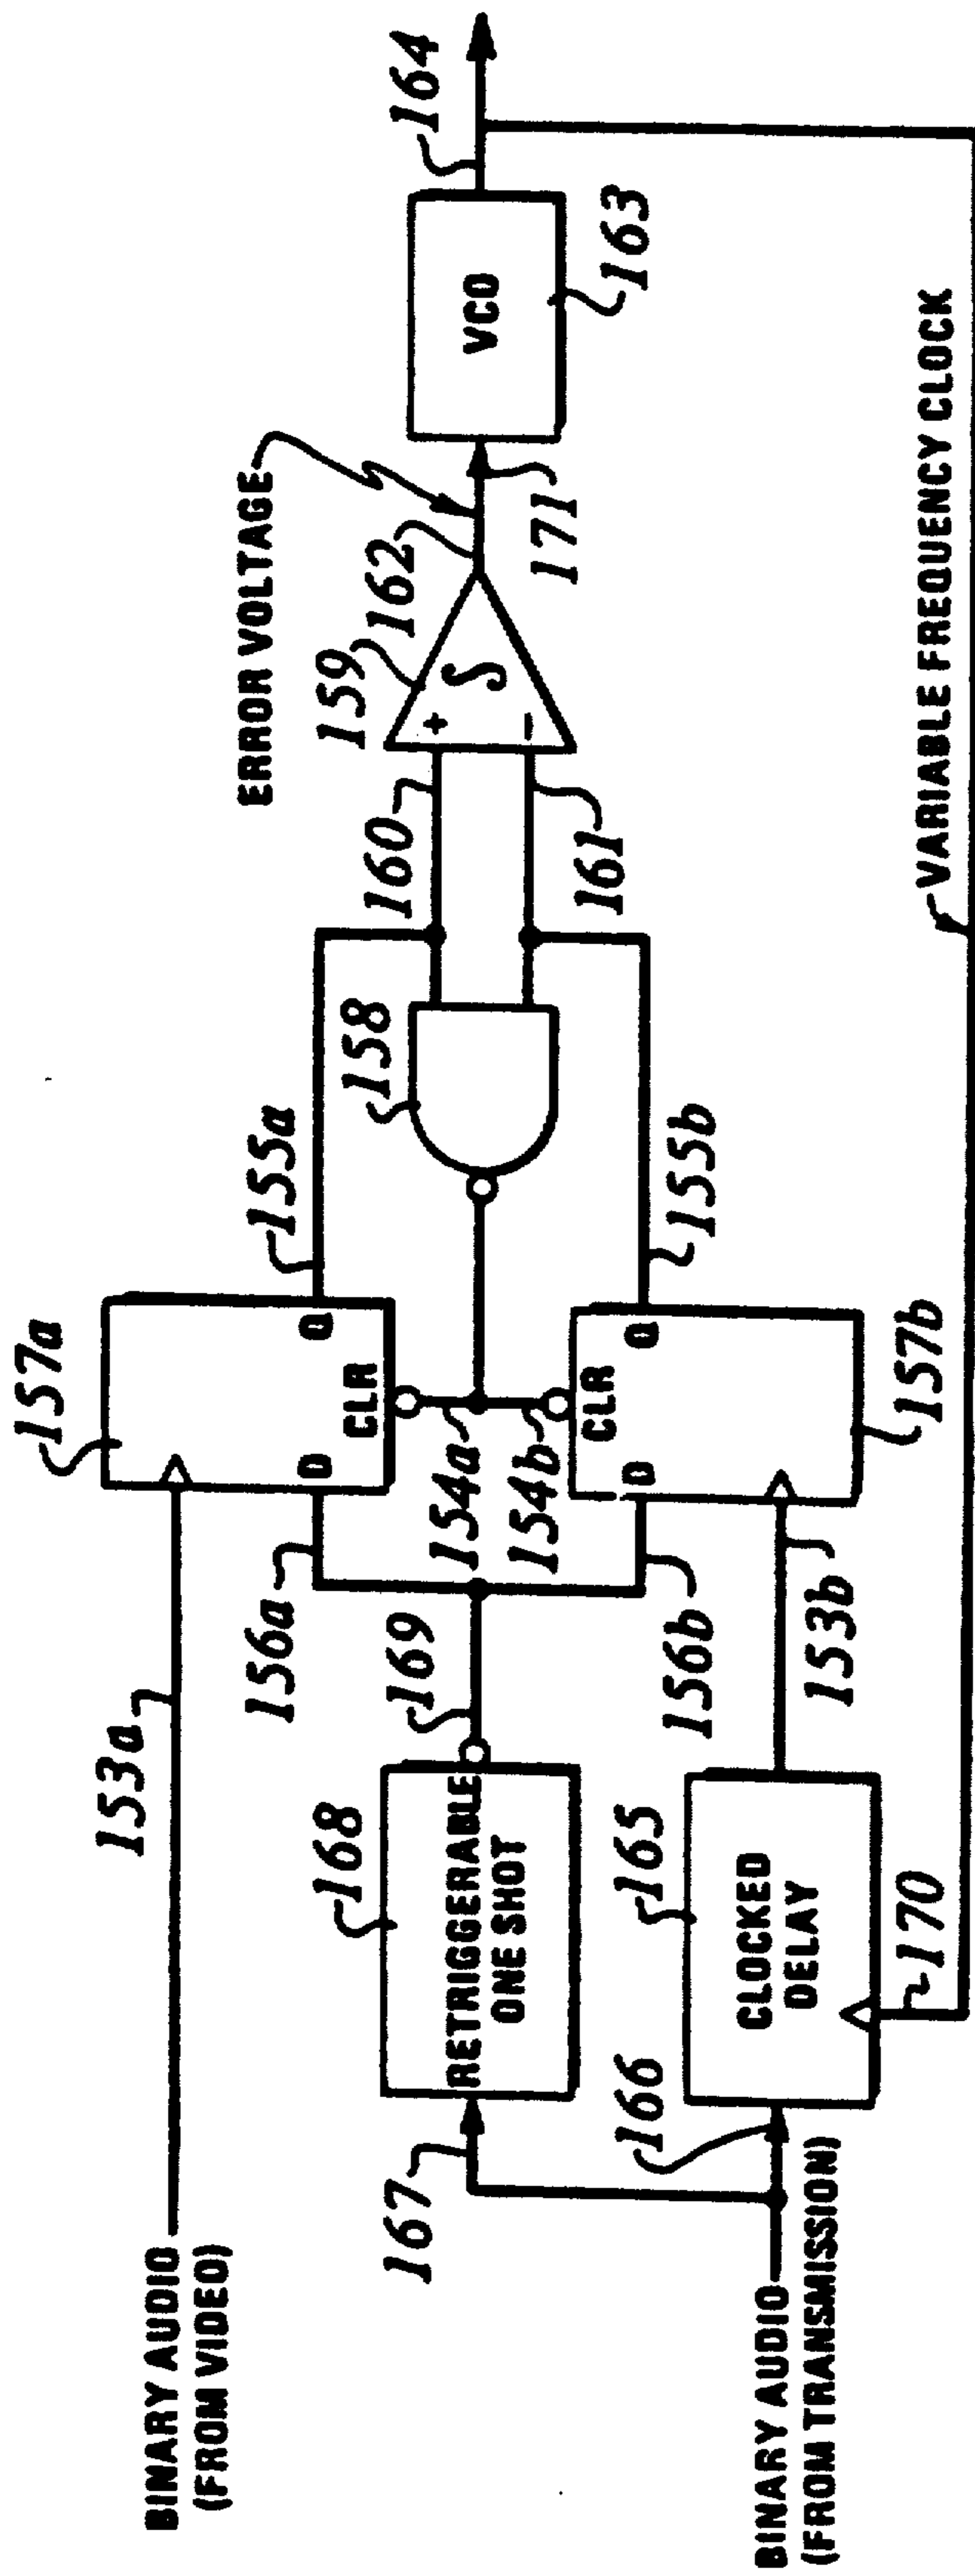 157a
153a
BINARY AUDIO
(FROM VIDEO)
156a
D
CLR
Q
155a
ERROR VOLTAGE
168
RETRIGGERABLE
ONE SHOT
169
167
154a
154b
158
160
161
159
+
−
∫
162
171
VCO
163
164
165
CLOCKED
DELAY
166
170
BINARY AUDIO
(FROM TRANSMISSION)
156b
153b
D
CLR
Q
157b
155b
VARIABLE FREQUENCY CLOCK